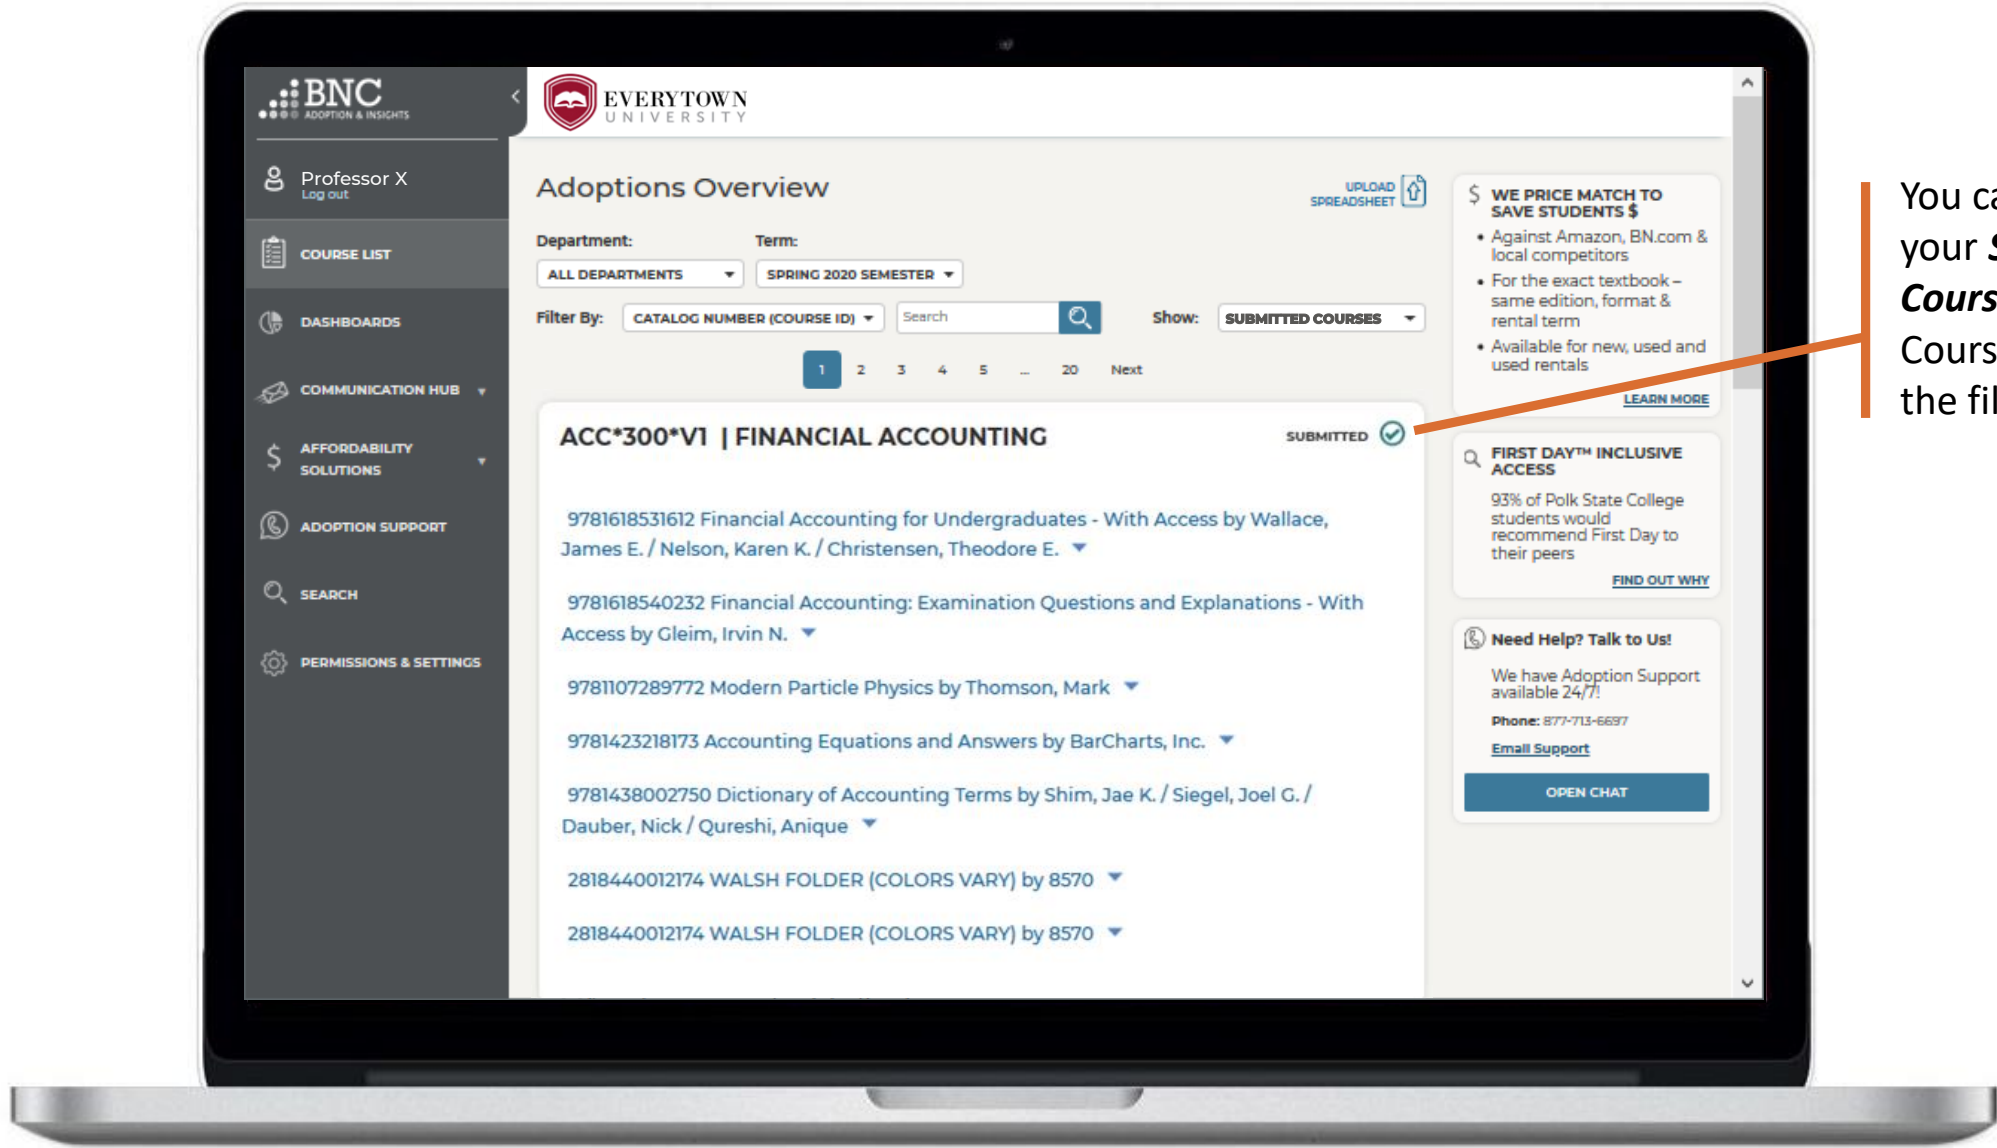 BNC
ADOPTION & INSIGHTS
EVERYTOWN
UNIVERSITY
Professor X
Log out
COURSE LIST
DASHBOARDS
COMMUNICATION HUB
AFFORDABILITY
SOLUTIONS
ADOPTION SUPPORT
SEARCH
PERMISSIONS & SETTINGS
Adoptions Overview
UPLOAD
SPREADSHEET
Department: Term:
ALL DEPARTMENTS SPRING 2020 SEMESTER
Filter By: CATALOG NUMBER (COURSE ID) Search Show: SUBMITTED COURSES
1 2 3 4 5 ... 20 Next
ACC*300*V1 | FINANCIAL ACCOUNTING SUBMITTED
9781618531612 Financial Accounting for Undergraduates - With Access by Wallace,
James E. / Nelson, Karen K. / Christensen, Theodore E.
9781618540232 Financial Accounting: Examination Questions and Explanations - With
Access by Gleim, Irvin N.
9781107289772 Modern Particle Physics by Thomson, Mark
9781423218173 Accounting Equations and Answers by BarCharts, Inc.
9781438002750 Dictionary of Accounting Terms by Shim, Jae K. / Siegel, Joel G. /
Dauber, Nick / Qureshi, Anique
2818440012174 WALSH FOLDER (COLORS VARY) by 8570
2818440012174 WALSH FOLDER (COLORS VARY) by 8570
$ WE PRICE MATCH TO
SAVE STUDENTS $
• Against Amazon, BN.com &
local competitors
• For the exact textbook –
same edition, format &
rental term
• Available for new, used and
used rentals
LEARN MORE
FIRST DAY™ INCLUSIVE
ACCESS
93% of Polk State College
students would
recommend First Day to
their peers
FIND OUT WHY
Need Help? Talk to Us!
We have Adoption Support
available 24/7!
Phone: 877-713-6697
Email Support
OPEN CHAT
You
your
the